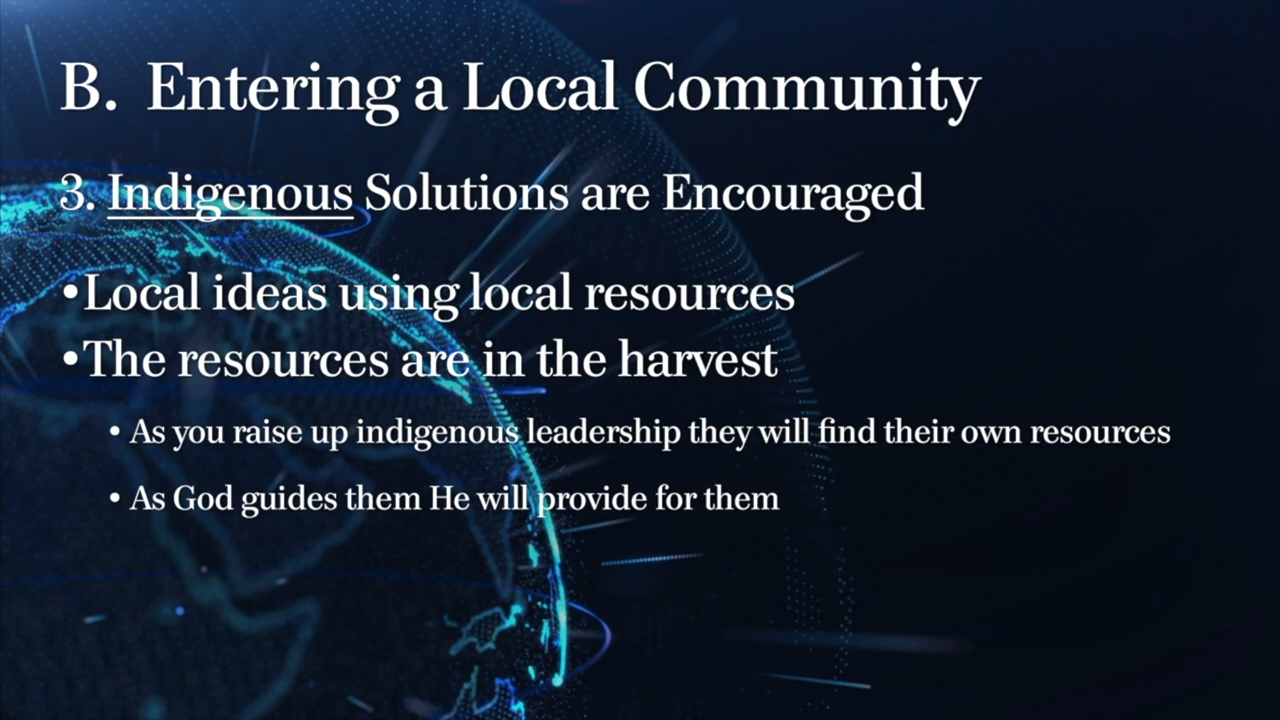 B. Entering a Local Community
3. Indigenous Solutions are Encouraged
•Local ideas using local resources
•The resources are in the harvest
• As you raise up indigenous leadership they will find their own resources
• As God guides them He will provide for them